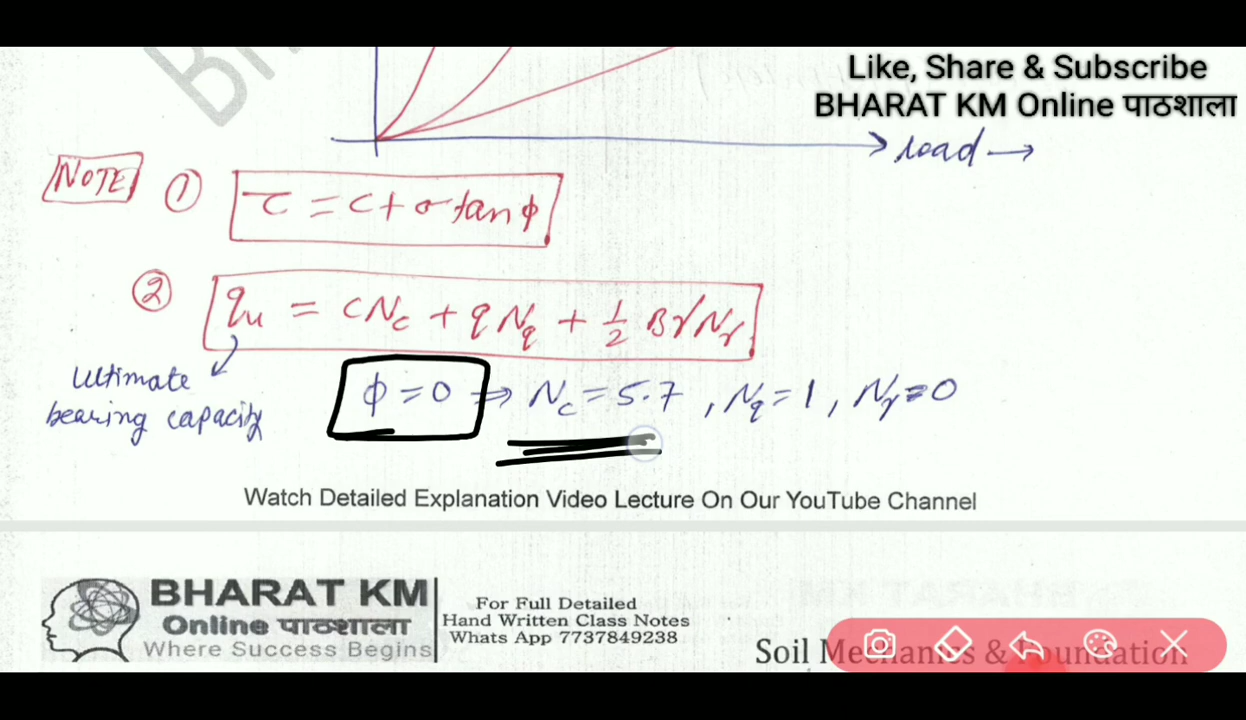 Like, Share & Subscribe
BHARAT KM Online पाठशाला
load →
NOTE ① τ = C + σ tan φ
② qu = CNc + qNq + 1/2 BγNγ
Ultimate
bearing capacity
φ = 0 ⇒ Nc = 5.7 , Nq = 1 , Nγ = 0
Watch Detailed Explanation Video Lecture On Our YouTube Channel
BHARAT KM
Online पाठशाला
Where Success Begins
For Full Detailed
Hand Written Class Notes
Whats App 7737849238
Soil Mechanics & Foundation